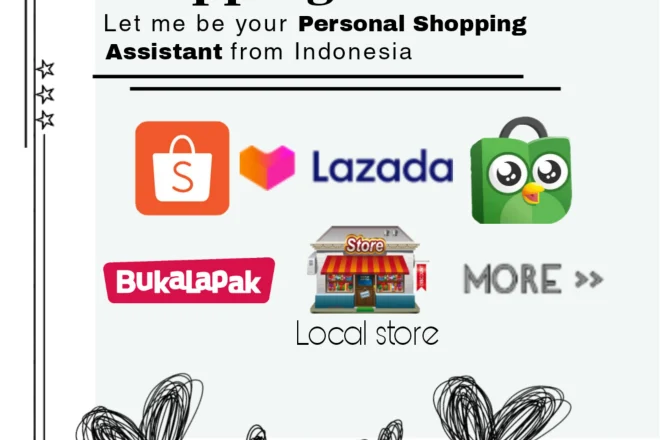 Let me be your Personal Shopping
Assistant from Indonesia
S
Lazada
BukaLapak
Store
MORE >>
Local store